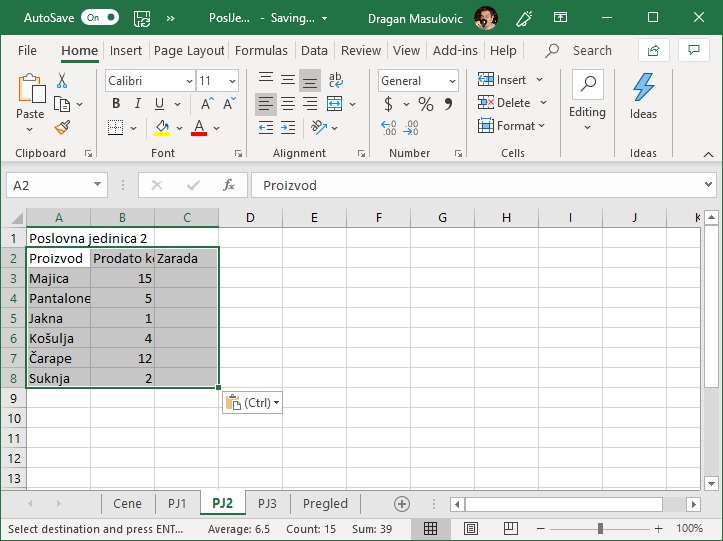 AutoSave On PoslJe... - Saving... Dragan Masulovic
File Home Insert Page Layout Formulas Data Review View Add-ins Help Search
Calibri 11 General Insert
Paste B I U A A $ % Delete Editing Ideas
A Format
Clipboard Font Alignment Number Cells Ideas
A2 fx Proizvod
A B C D E F G H I J K
1 Poslovna jedinica 2
2 Proizvod Prodato k Zarada
3 Majica 15
4 Pantalone 5
5 Jakna 1
6 Košulja 4
7 Čarape 12
8 Suknja 2
9 (Ctrl)
10
11
12
13
Cene PJ1 PJ2 PJ3 Pregled
Select destination and press ENT... Average: 6.5 Count: 15 Sum: 39 100%